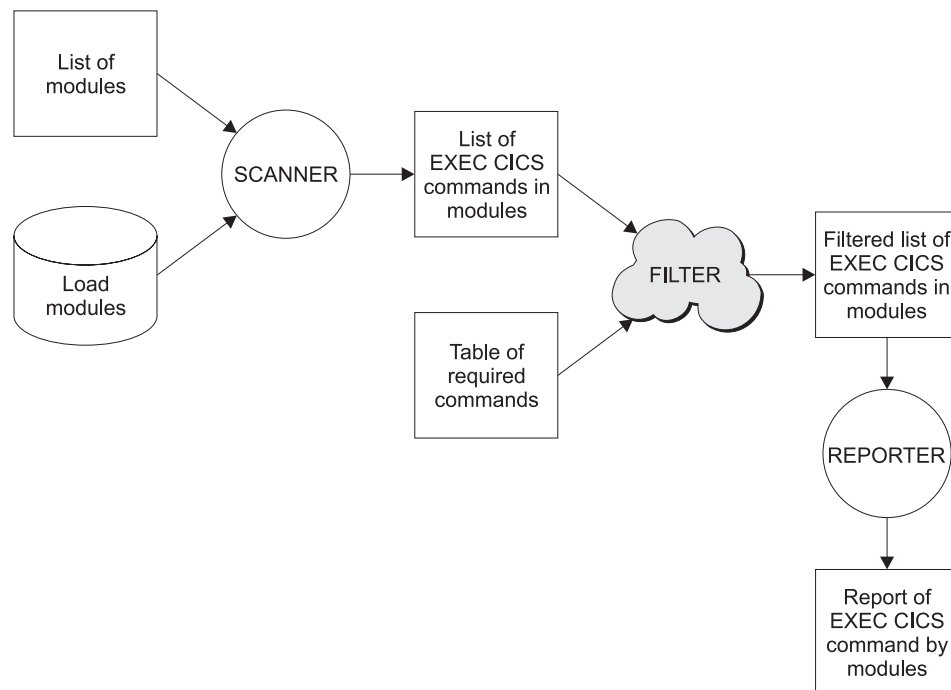 List of
modules
SCANNER
Load
modules
List of
EXEC CICS
commands in
modules
Table of
required
commands
FILTER
Filtered list of
EXEC CICS
commands in
modules
REPORTER
Report of
EXEC CICS
command by
modules